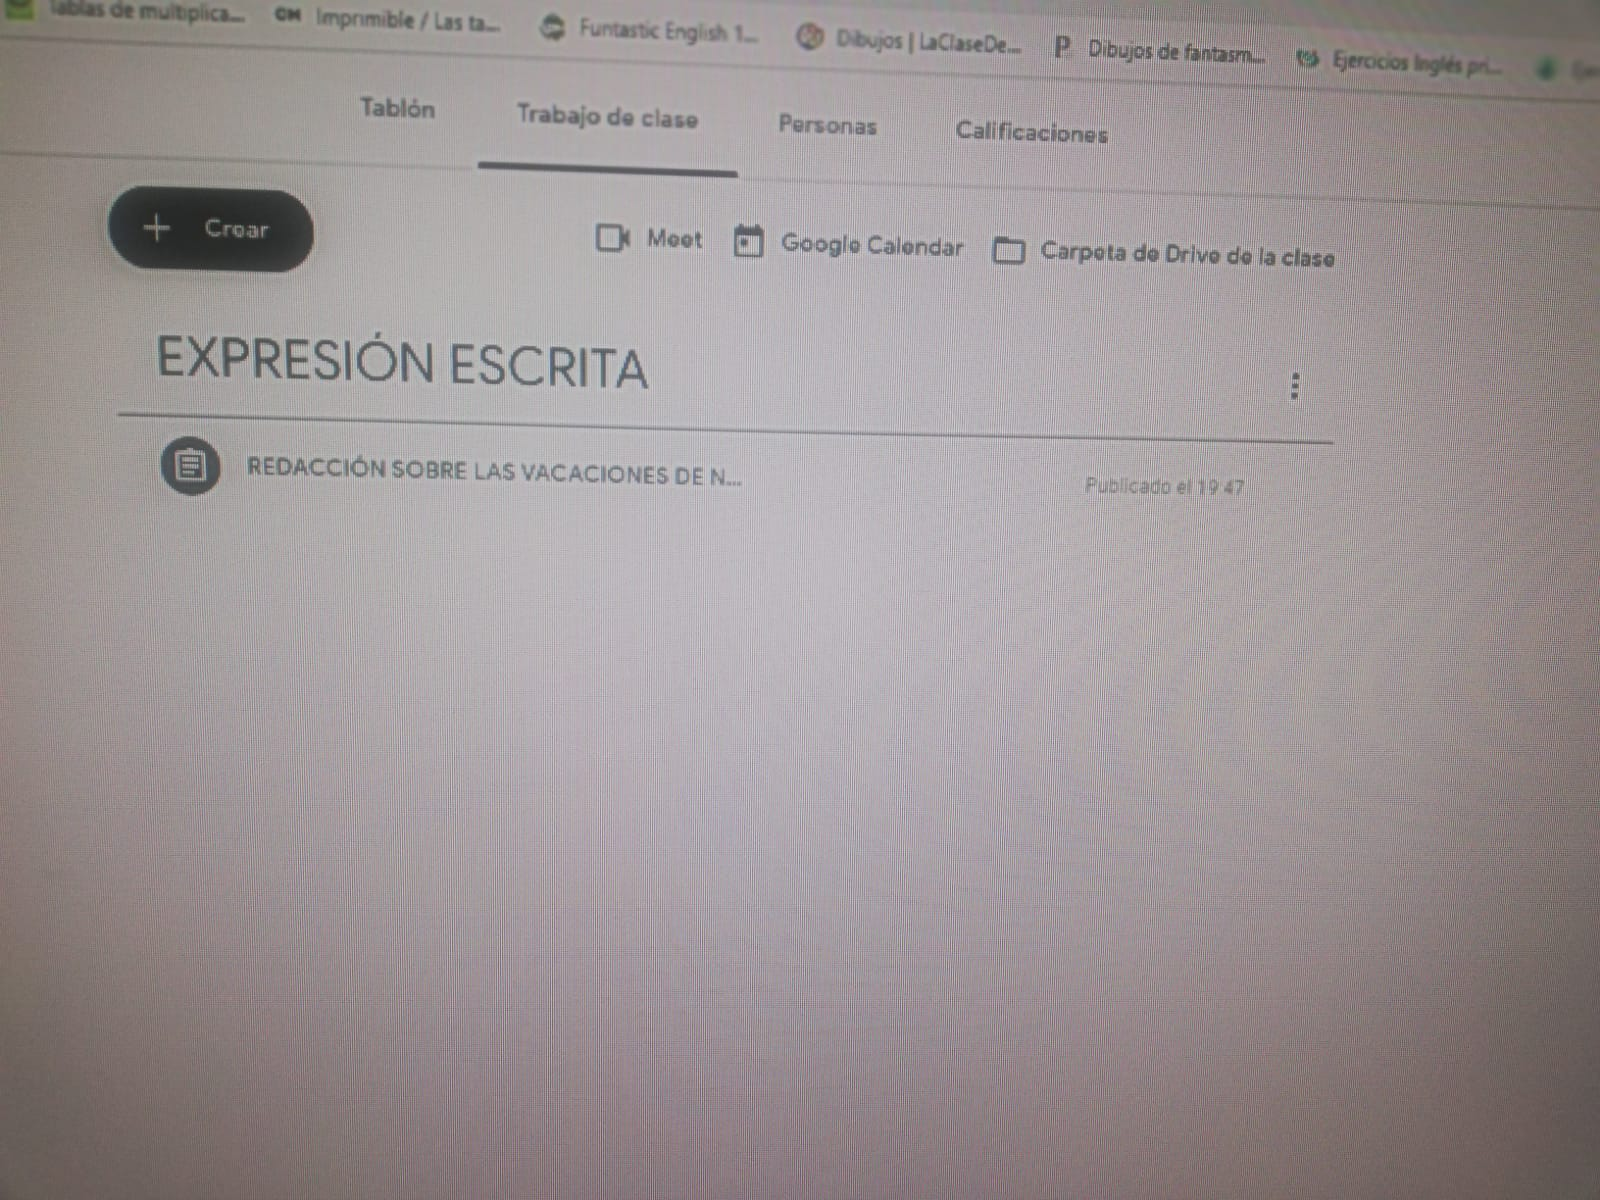 Tablas de multiplica... CM Imprimible / Las ta... Funtastic English 1... Dibujos | LaClaseDe... P Dibujos de fantasm... Ejercicios Inglés pri...
Tablón Trabajo de clase Personas Calificaciones
+ Crear Meet Google Calendar Carpeta de Drive de la clase
EXPRESIÓN ESCRITA
REDACCIÓN SOBRE LAS VACACIONES DE N... Publicado el 19:47